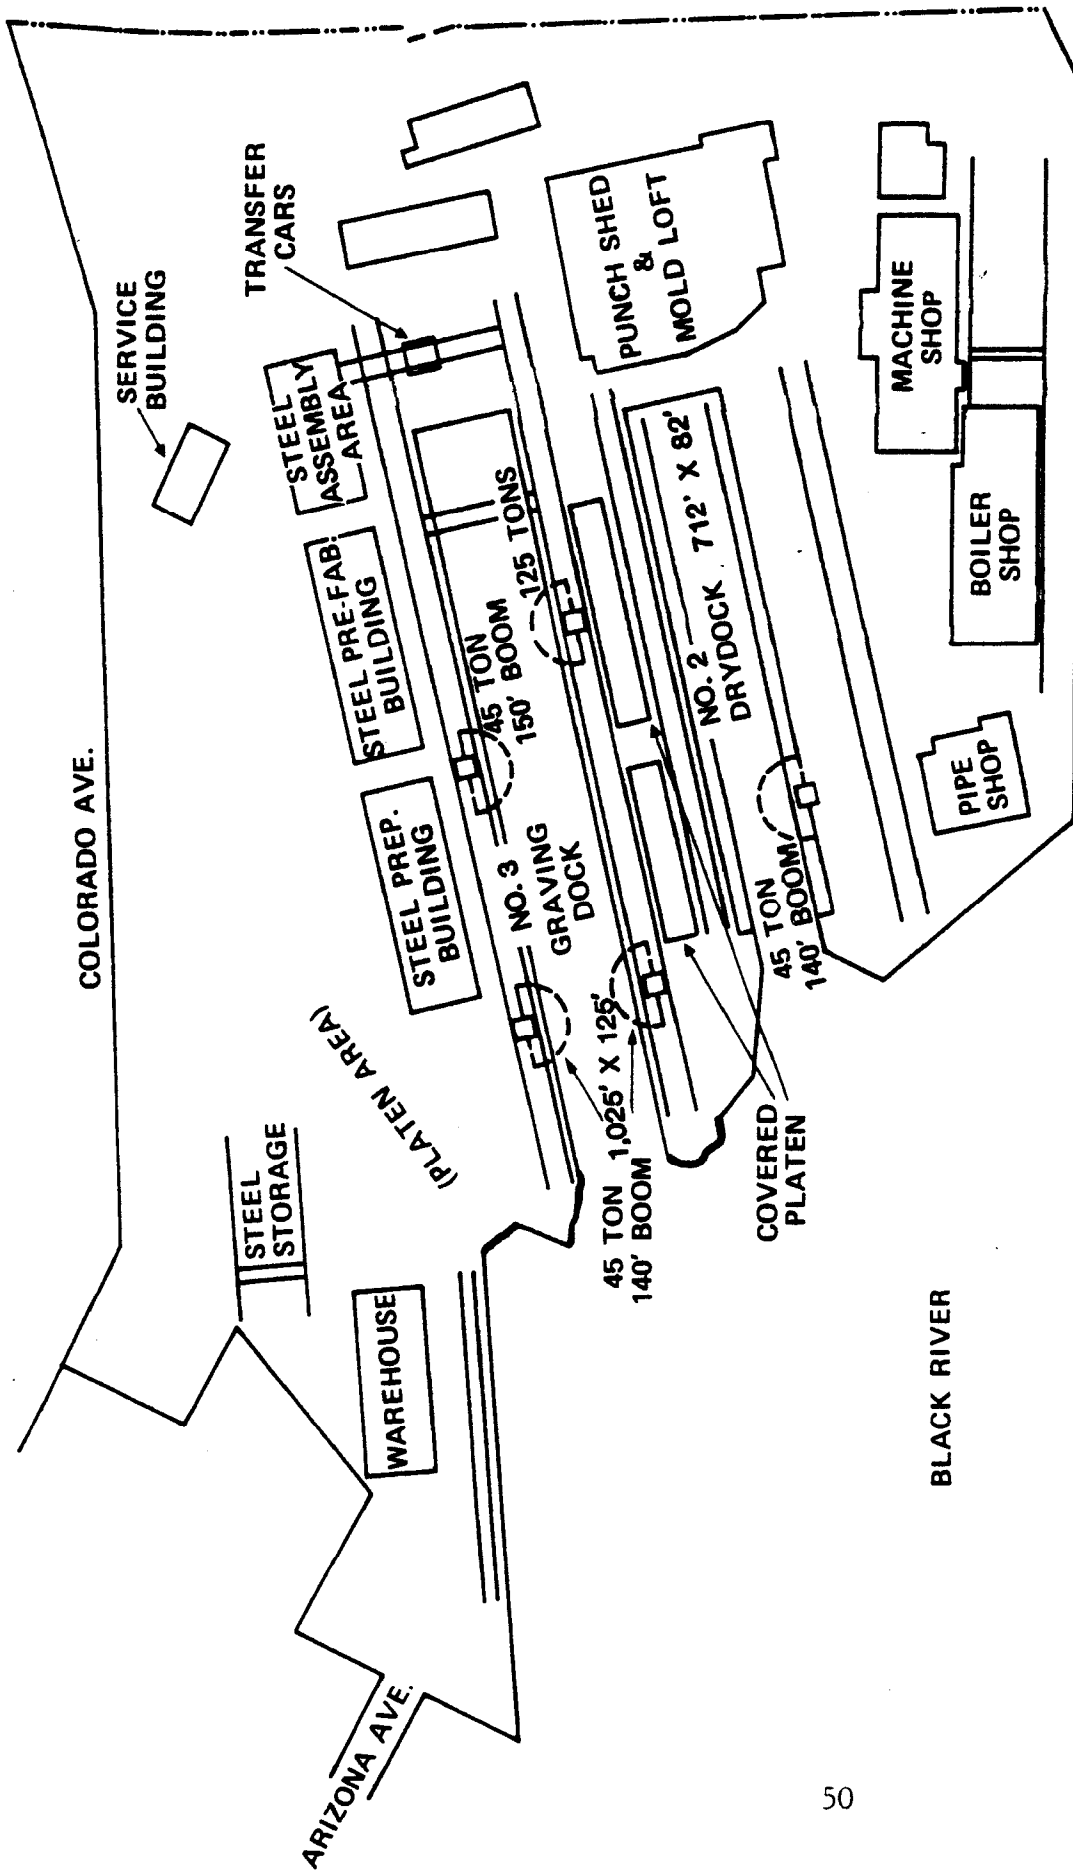 COLORADO AVE.
SERVICE
BUILDING
TRANSFER
CARS
STEEL
ASSEMBLY
AREA
STEEL PRE-FAB.
BUILDING
STEEL PREP.
BUILDING
(PLATEN AREA)
STEEL
STORAGE
WAREHOUSE
ARIZONA AVE.
45 TON
150' BOOM
125 TONS
NO. 3
GRAVING
DOCK
1,025' X 125'
45 TON
140' BOOM
PUNCH SHED
&
MOLD LOFT
NO. 2
DRYDOCK 712' X 82'
45 TON
140' BOOM
COVERED
PLATEN
MACHINE
SHOP
BOILER
SHOP
PIPE
SHOP
BLACK RIVER
50